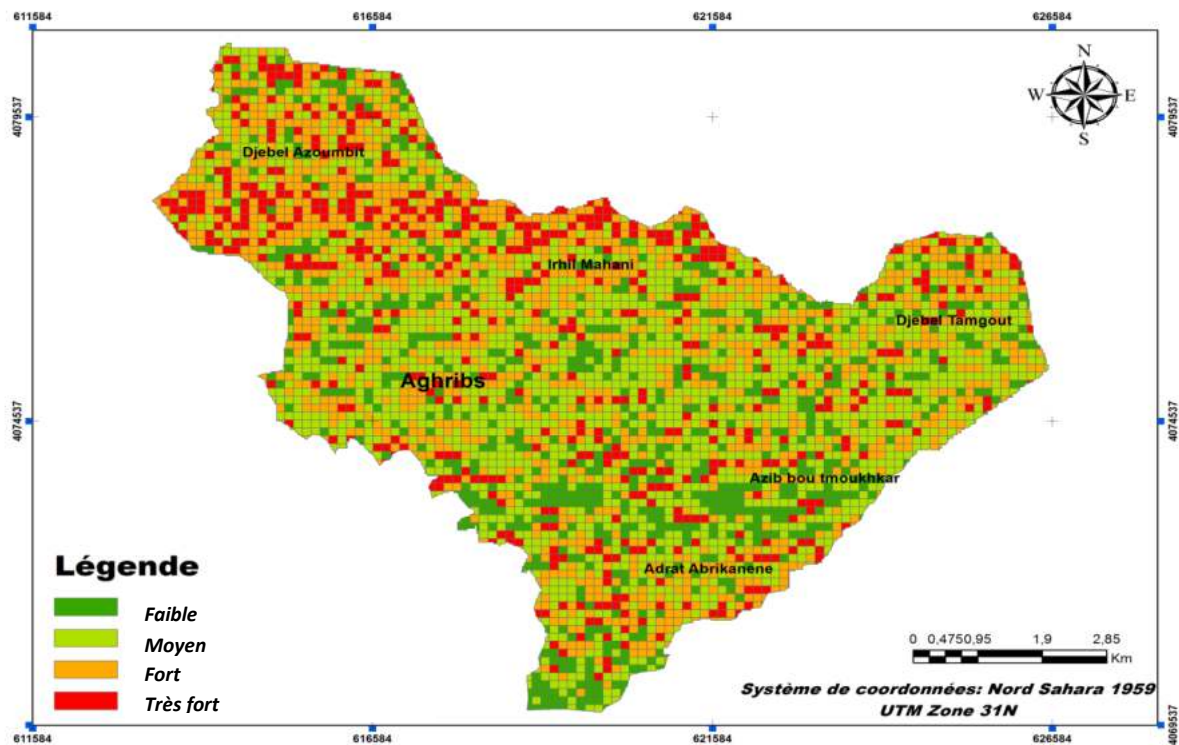 611584 616584 621584 626584
N
W E
S
4079537 4079537
Djebel Azoumbit
Irhil Mahani
Djebel Tamgout
Aghribs
4074537 4074537
Azib bou tmoukhkar
Adrat Abrikanene
Légende
Faible
Moyen
Fort
Très fort
0 0,4750,95 1,9 2,85
Km
Système de coordonnées: Nord Sahara 1959
UTM Zone 31N
4069537
611584 616584 621584 626584